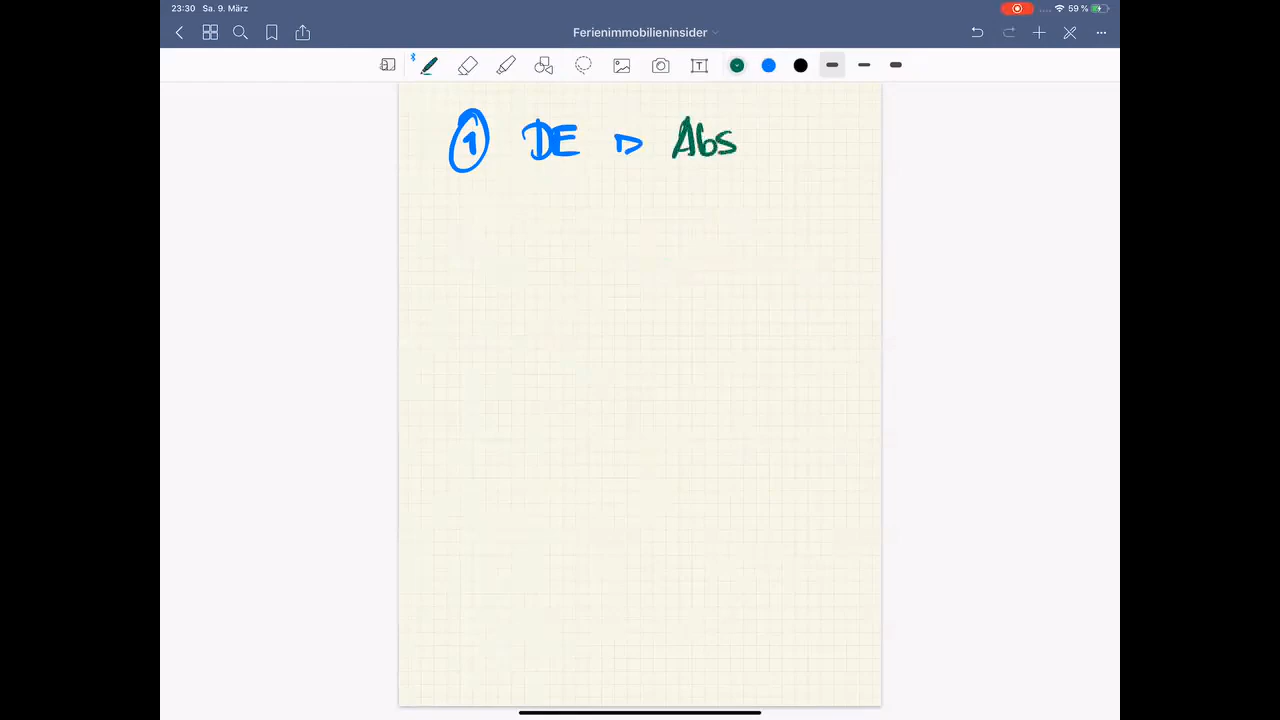 23:30 Sa. 9. März 59 %
Ferienimmobilieninsider
T
1 DE ▷ Abs